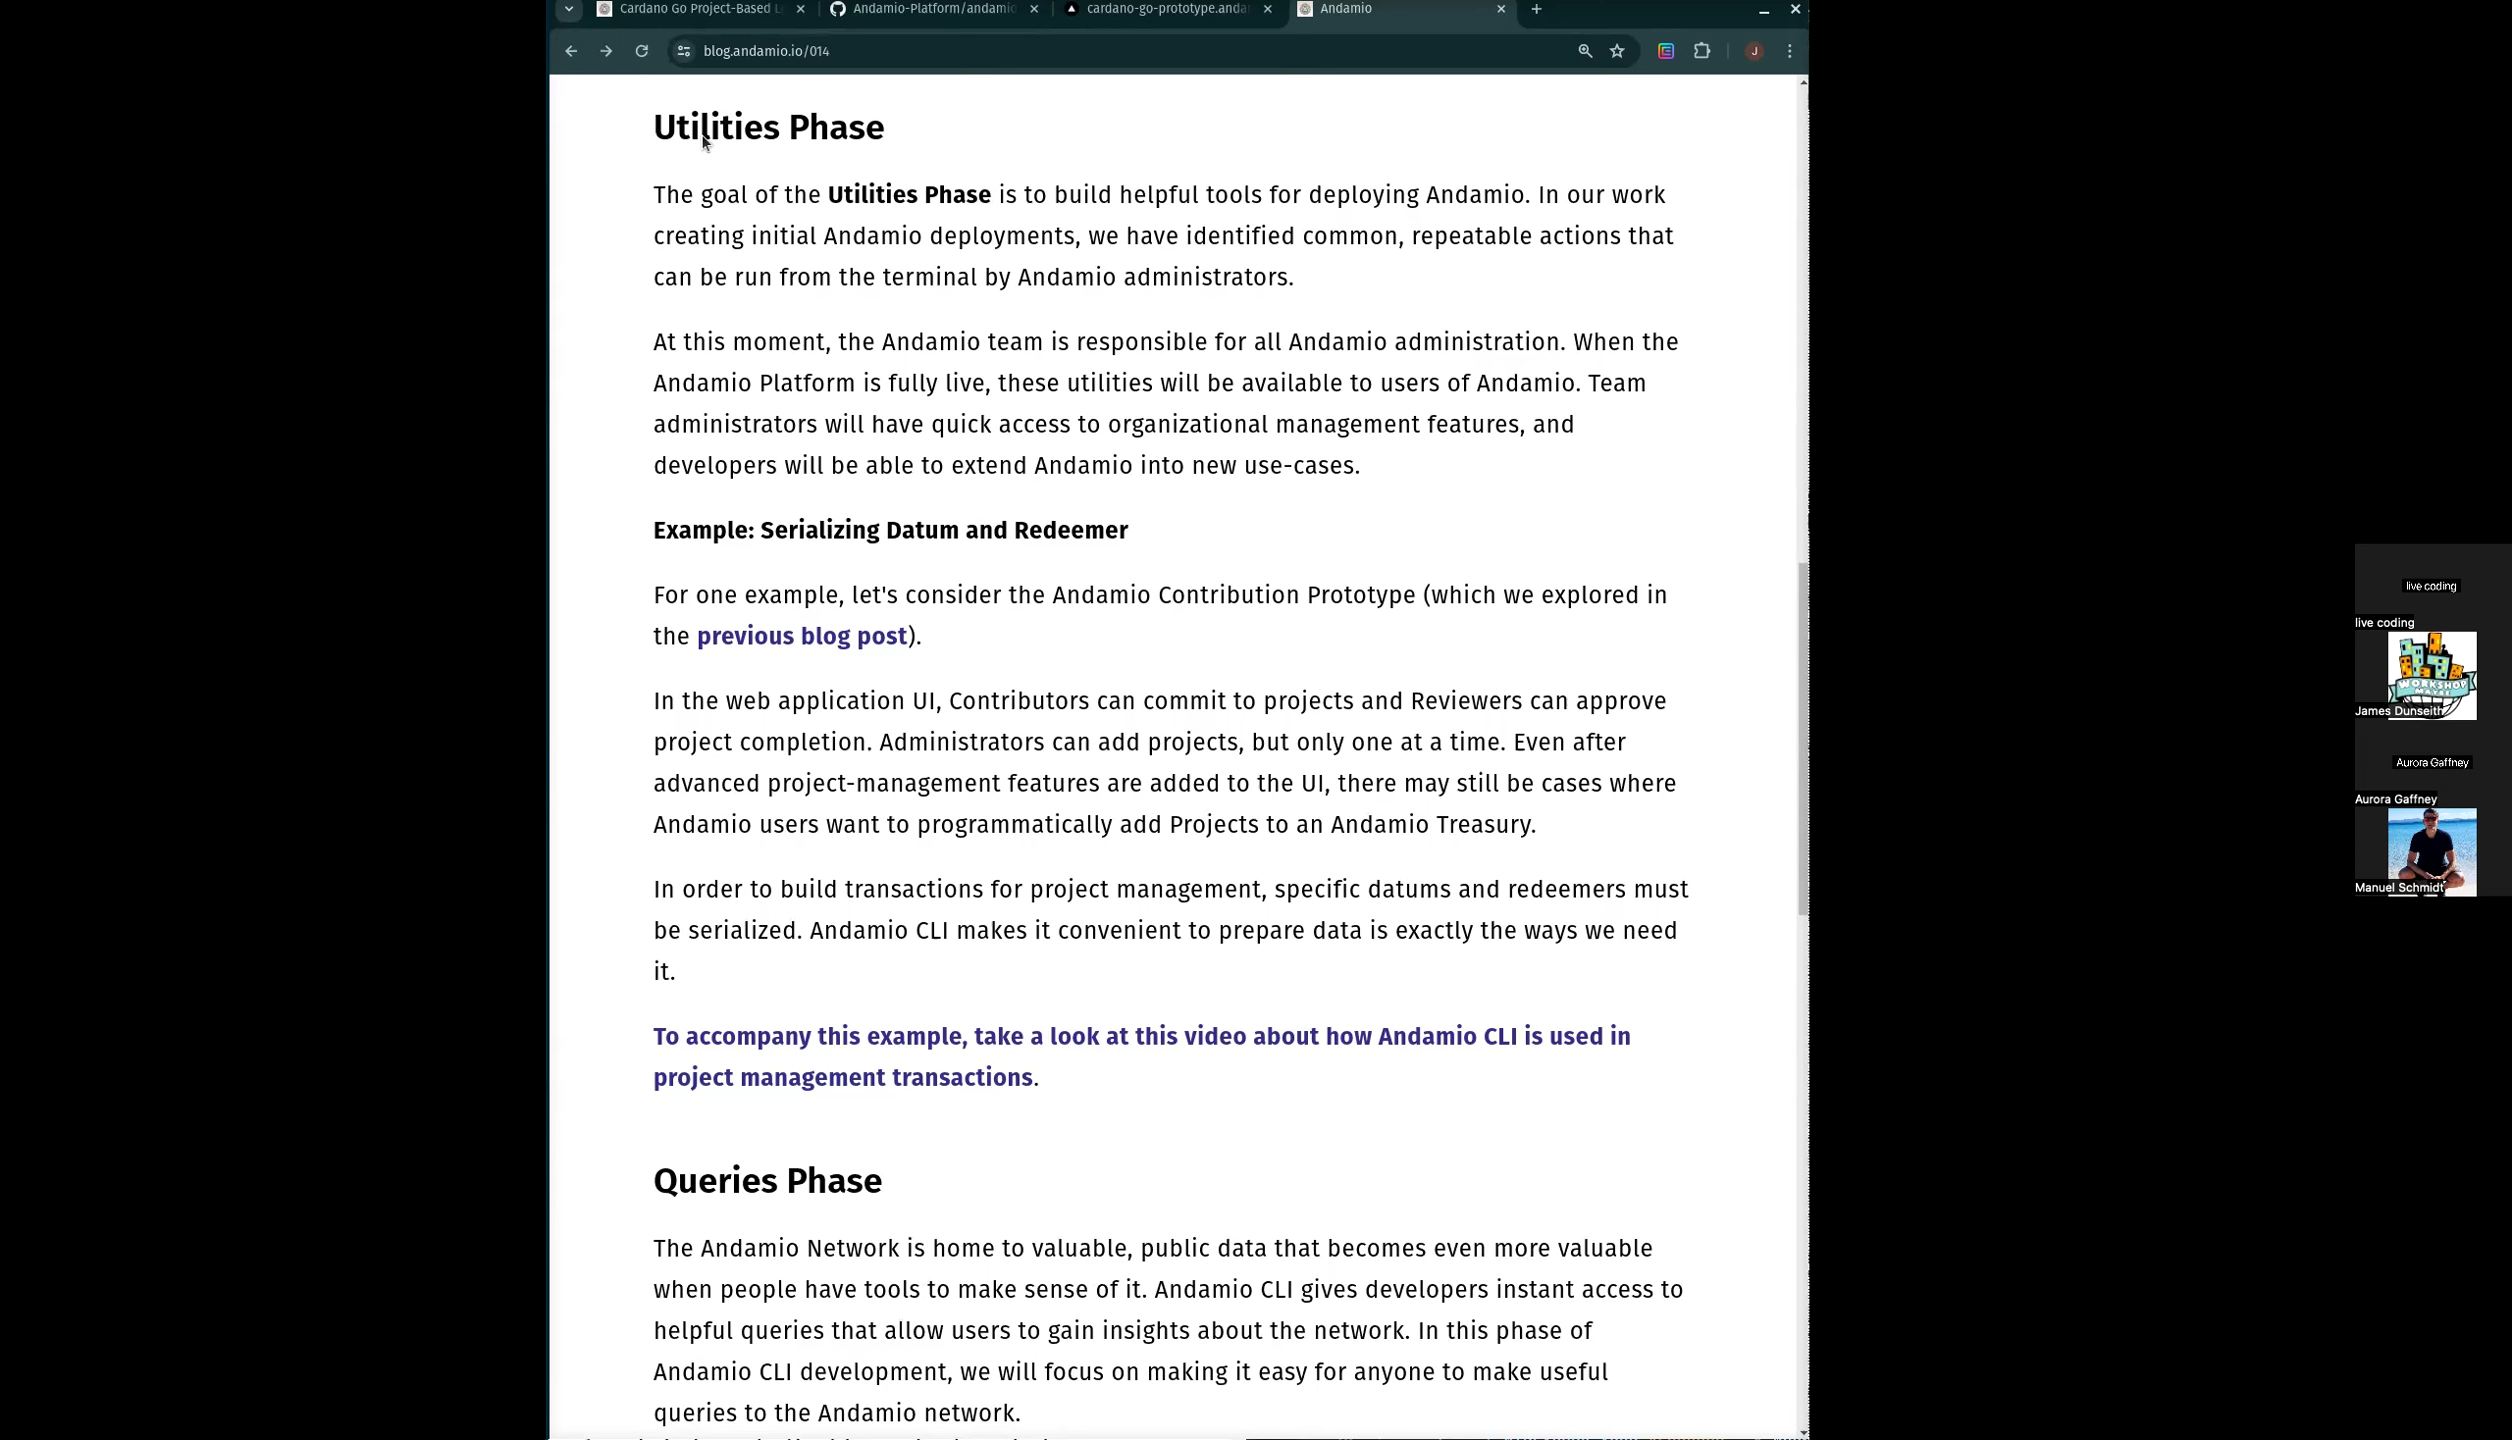 Cardano Go Project-Based L
Andamio-Platform/andamio
cardano-go-prototype.anda
Andamio
blog.andamio.io/014
J
Utilities Phase
The goal of the Utilities Phase is to build helpful tools for deploying Andamio. In our work
creating initial Andamio deployments, we have identified common, repeatable actions that
can be run from the terminal by Andamio administrators.
At this moment, the Andamio team is responsible for all Andamio administration. When the
Andamio Platform is fully live, these utilities will be available to users of Andamio. Team
administrators will have quick access to organizational management features, and
developers will be able to extend Andamio into new use-cases.
Example: Serializing Datum and Redeemer
For one example, let's consider the Andamio Contribution Prototype (which we explored in
the previous blog post).
In the web application UI, Contributors can commit to projects and Reviewers can approve
project completion. Administrators can add projects, but only one at a time. Even after
advanced project-management features are added to the UI, there may still be cases where
Andamio users want to programmatically add Projects to an Andamio Treasury.
In order to build transactions for project management, specific datums and redeemers must
be serialized. Andamio CLI makes it convenient to prepare data is exactly the ways we need
it.
To accompany this example, take a look at this video about how Andamio CLI is used in
project management transactions.
Queries Phase
The Andamio Network is home to valuable, public data that becomes even more valuable
when people have tools to make sense of it. Andamio CLI gives developers instant access to
helpful queries that allow users to gain insights about the network. In this phase of
Andamio CLI development, we will focus on making it easy for anyone to make useful
queries to the Andamio network.
live coding
live coding
WORKSHOP
MAYBE
James Dunseith
Aurora Gaffney
Aurora Gaffney
Manuel Schmidt